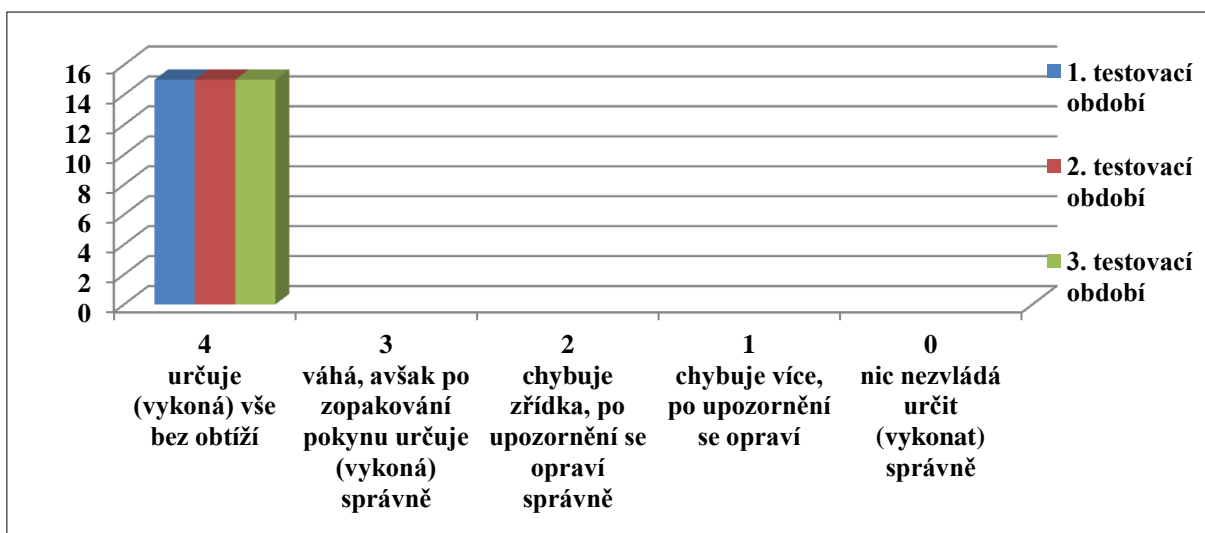 16
14
12
10
8
6
4
2
0
4
určuje
(vykoná) vše
bez obtíží
3
váhá, avšak po
zopakování
pokynu určuje
(vykoná)
správně
2
chybuje
zřídka, po
upozornění se
opraví
správně
1
chybuje více,
po upozornění
se opraví
0
nic nezvládá
určit
(vykonat)
správně
1. testovací
období
2. testovací
období
3. testovací
období